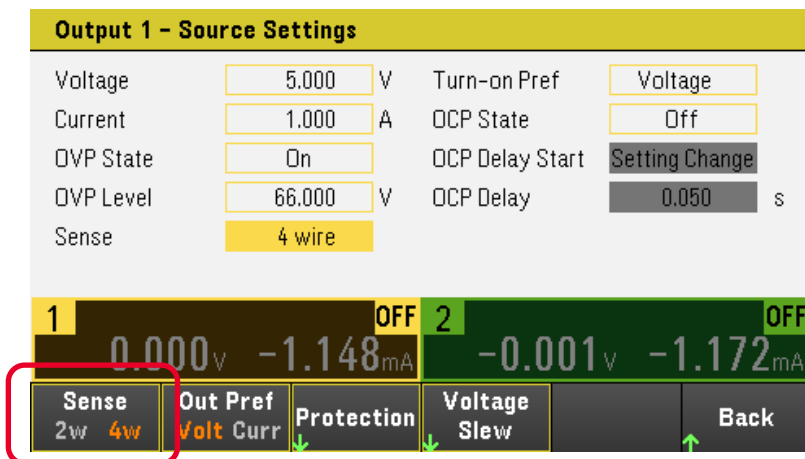 Output 1 – Source Settings
Voltage 5.000 V Turn-on Pref Voltage
Current 1.000 A OCP State Off
OVP State On OCP Delay Start Setting Change
OVP Level 66.000 V OCP Delay 0.050 s
Sense 4 wire
1 OFF 2 OFF
0.000V −1.148mA −0.001V −1.172mA
Sense Out Pref Protection Voltage Back
2w 4w Volt Curr Slew